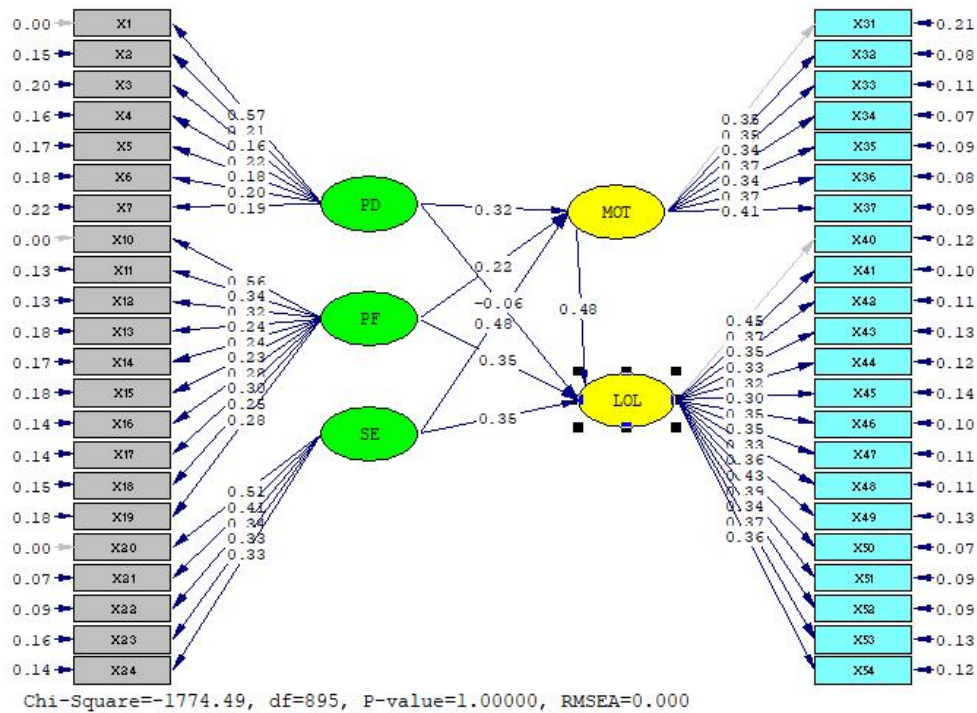 0.00 X1
0.15 X2
0.20 X3
0.16 X4
0.17 X5
0.18 X6
0.22 X7
0.00 X10
0.13 X11
0.13 X12
0.18 X13
0.17 X14
0.18 X15
0.14 X16
0.14 X17
0.15 X18
0.18 X19
0.00 X20
0.07 X21
0.09 X22
0.16 X23
0.14 X24
0.57
0.21
0.16
0.22
0.18
0.20
0.19
0.56
0.34
0.32
0.24
0.24
0.23
0.28
0.30
0.25
0.28
0.51
0.41
0.34
0.33
0.33
PD
PF
SE
0.32
0.22
-0.06
0.48
0.35
0.35
0.48
MOT
LOL
0.35
0.35
0.34
0.37
0.34
0.37
0.41
0.45
0.37
0.35
0.33
0.32
0.30
0.35
0.35
0.33
0.36
0.43
0.39
0.34
0.37
0.36
X31 0.21
X32 0.08
X33 0.11
X34 0.07
X35 0.09
X36 0.08
X37 0.09
X40 0.12
X41 0.10
X42 0.11
X43 0.13
X44 0.12
X45 0.14
X46 0.10
X47 0.11
X48 0.11
X49 0.13
X50 0.07
X51 0.09
X52 0.09
X53 0.13
X54 0.12
Chi-Square=-1774.49, df=895, P-value=1.00000, RMSEA=0.000